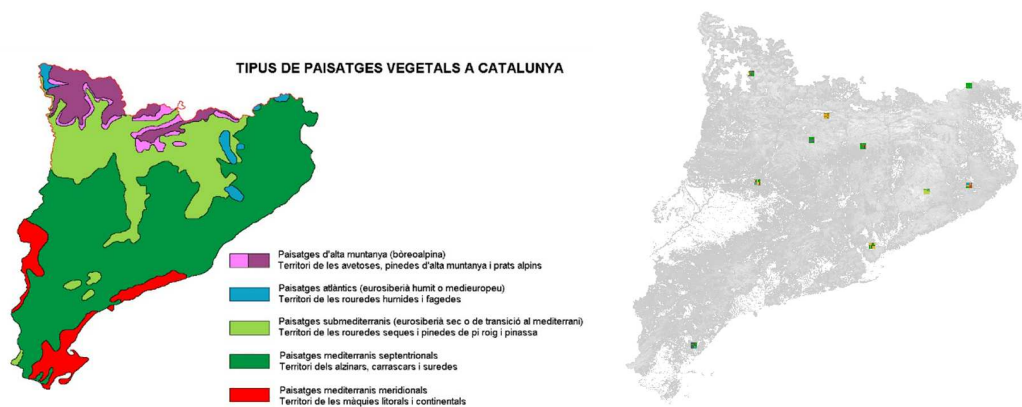 TIPUS DE PAISATGES VEGETALS A CATALUNYA
Paisatges d'alta muntanya (bóreoalpina)
Territori de les avetoses, pinedes d'alta muntanya i prats alpins
Paisatges atlàntics (eurosiberià humit o medieuropeu)
Territori de les rouredes humides i fagedes
Paisatges submediterranis (eurosiberià sec o de transició al mediterrani)
Territori de les rouredes seques i pinedes de pi roig i pinassa
Paisatges mediterranis septentrionals
Territori dels alzinars, carrascars i suredes
Paisatges mediterranis meridionals
Territori de les màquies litorals i continentals